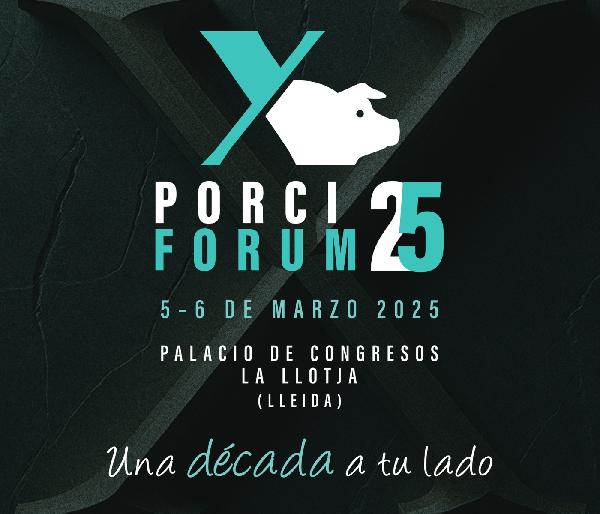 PORCI
FORUM 25
5-6 DE MARZO 2025
PALACIO DE CONGRESOS
LA LLOTJA
(LLEIDA)
Una década a tu lado